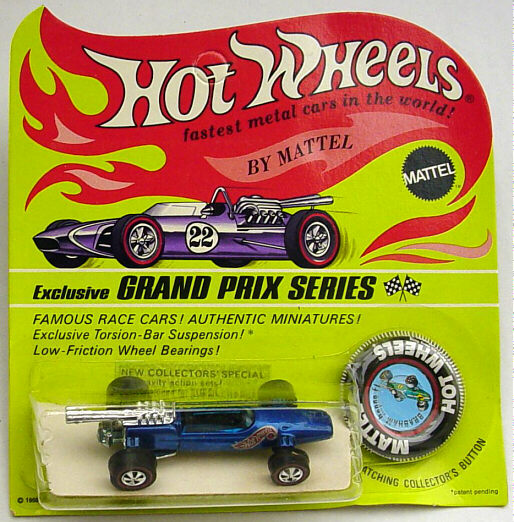 HOT WHEELS®
fastest metal cars in the world!
BY MATTEL
MATTEL
22
Exclusive GRAND PRIX SERIES
FAMOUS RACE CARS! AUTHENTIC MINIATURES!
Exclusive Torsion-Bar Suspension!*
Low-Friction Wheel Bearings!
NEW COLLECTORS' SPECIAL
HOT WHEELS
BRABHAM
MATCHING COLLECTOR'S BUTTON
*patent pending